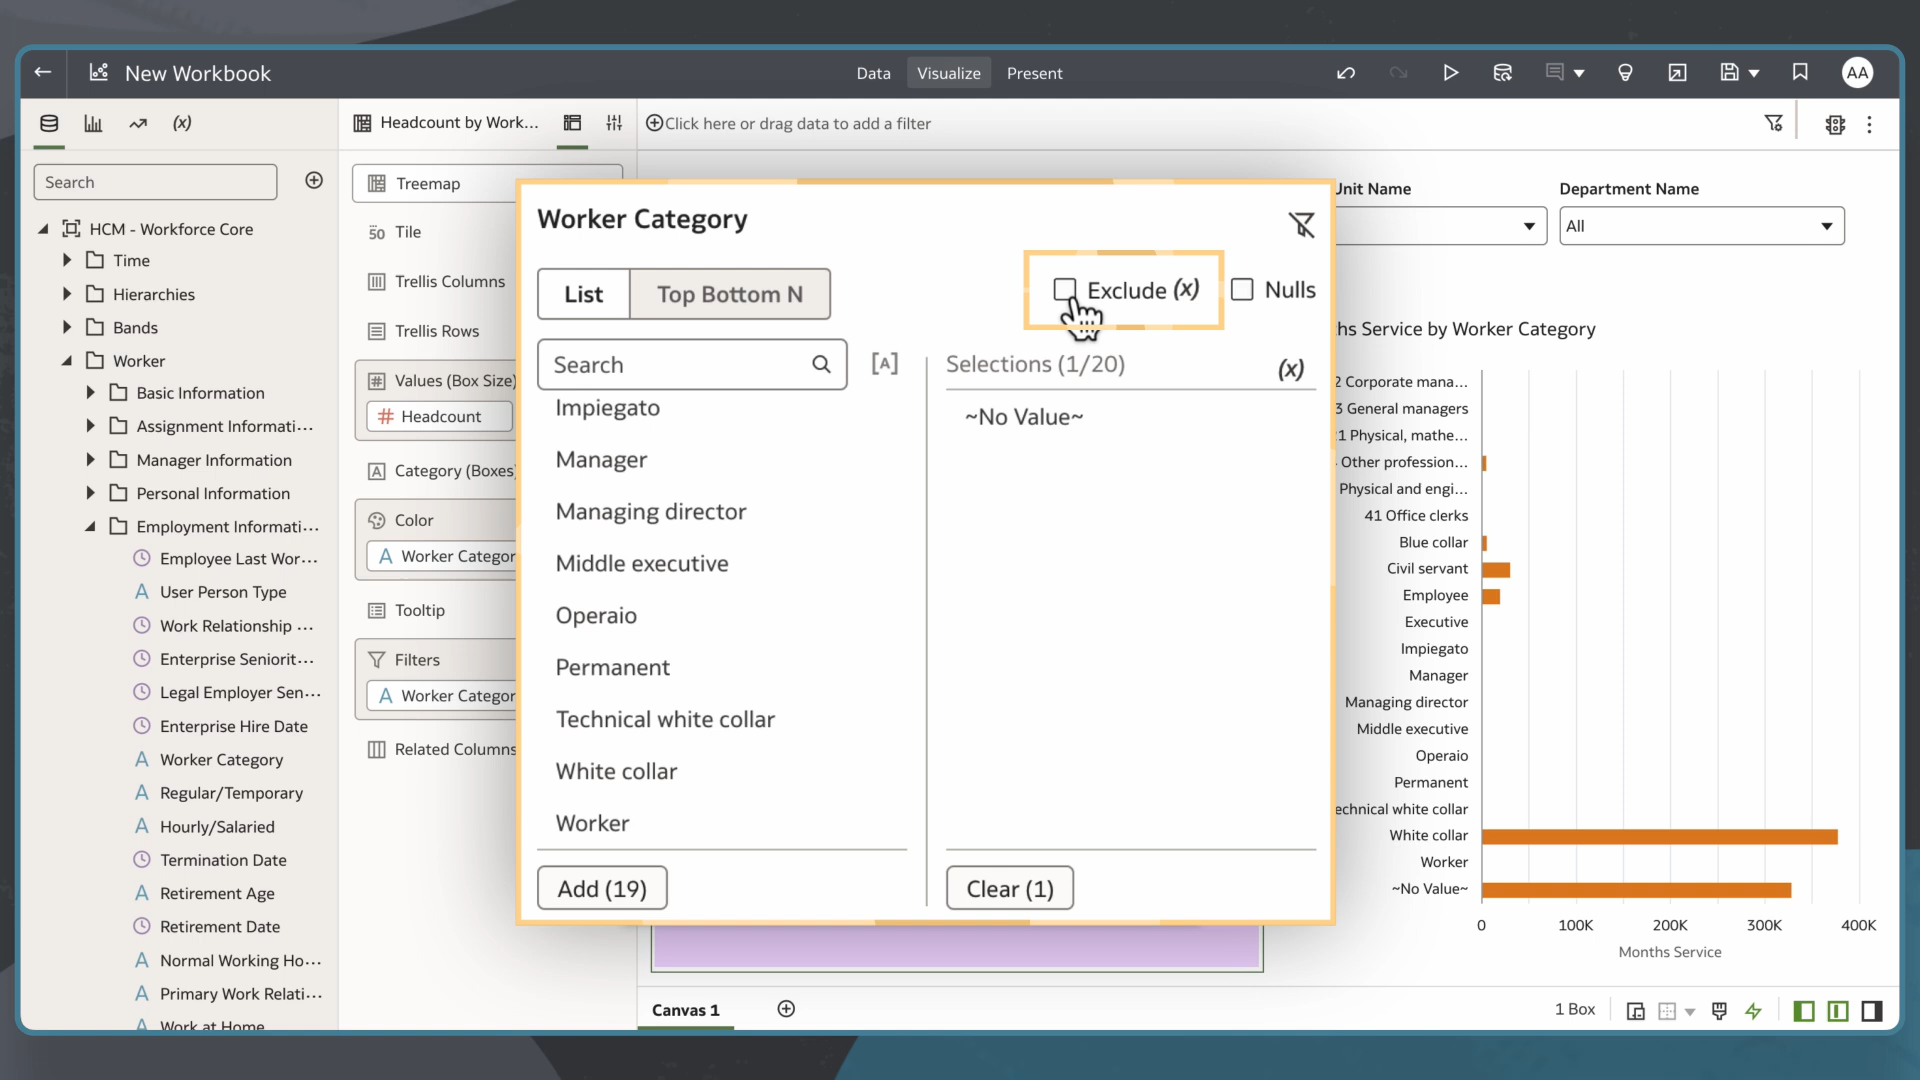 New Workbook
Data
Visualize
Present
AA
Headcount by Work...
Click here or drag data to add a filter
Search
HCM - Workforce Core
Time
Hierarchies
Bands
Worker
Basic Information
Assignment Informati...
Manager Information
Personal Information
Employment Informati...
Employee Last Wor...
User Person Type
Work Relationship ...
Enterprise Seniorit...
Legal Employer Sen...
Enterprise Hire Date
Worker Category
Regular/Temporary
Hourly/Salaried
Termination Date
Retirement Age
Retirement Date
Normal Working Ho...
Primary Work Relati...
Work at Home
Treemap
50 Tile
Trellis Columns
Trellis Rows
Values (Box Size)
# Headcount
Category (Boxes)
Color
A Worker Categor
Tooltip
Filters
A Worker Categor
Related Columns
Worker Category
List
Top Bottom N
Exclude (x)
Nulls
Search
[A]
Selections (1/20)
(x)
Impiegato
Manager
Managing director
Middle executive
Operaio
Permanent
Technical white collar
White collar
Worker
~No Value~
Add (19)
Clear (1)
Unit Name
Department Name
All
hs Service by Worker Category
2 Corporate mana...
3 General managers
1 Physical, mathe...
Other profession...
Physical and engi...
41 Office clerks
Blue collar
Civil servant
Employee
Executive
Impiegato
Manager
Managing director
Middle executive
Operaio
Permanent
echnical white collar
White collar
Worker
~No Value~
0
100K
200K
300K
400K
Months Service
Canvas 1
1 Box